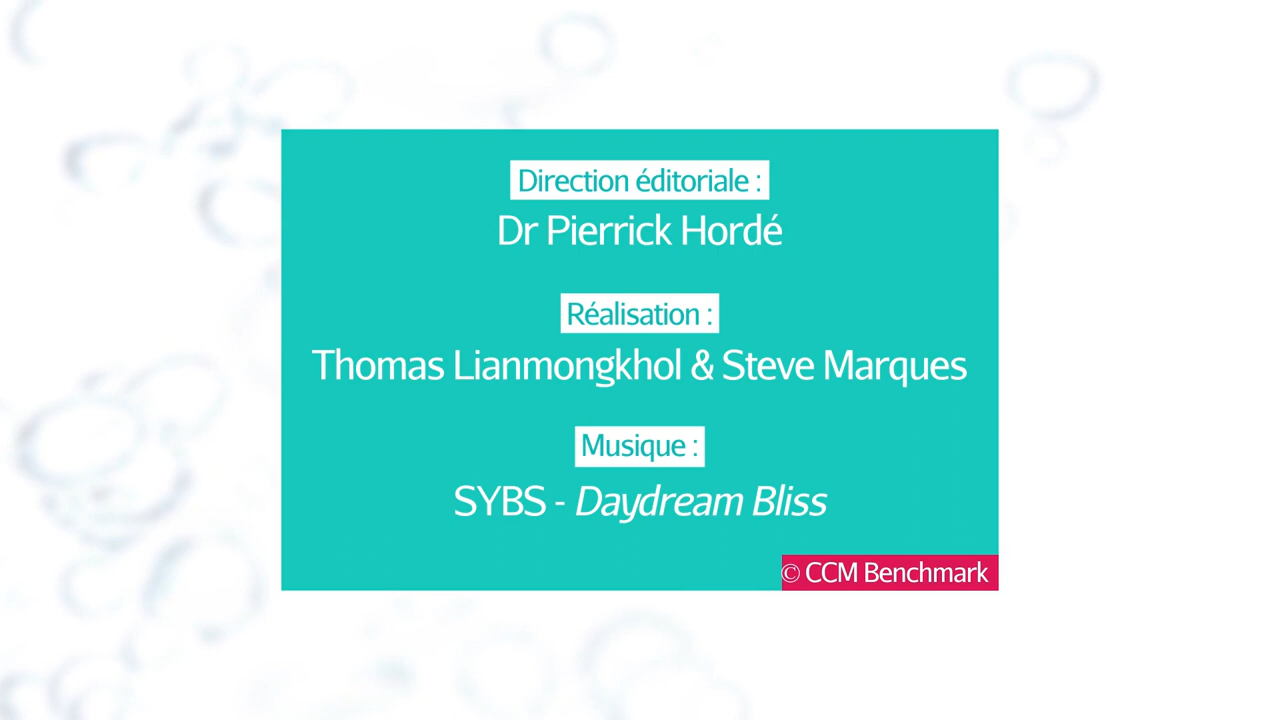 Direction éditoriale :
Dr Pierrick Hordé
Réalisation :
Thomas Lianmongkhol & Steve Marques
Musique :
SYBS - Daydream Bliss
© CCM Benchmark